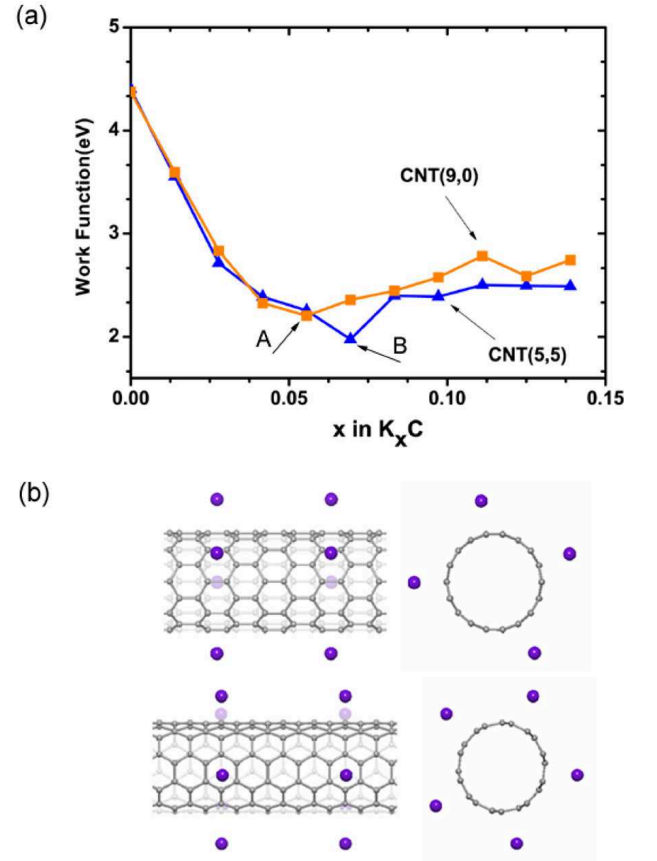 (a)
5
4
3
2
Work Function(eV)
CNT(9,0)
A
B
CNT(5,5)
0.00
0.05
0.10
0.15
x in KₓC
(b)